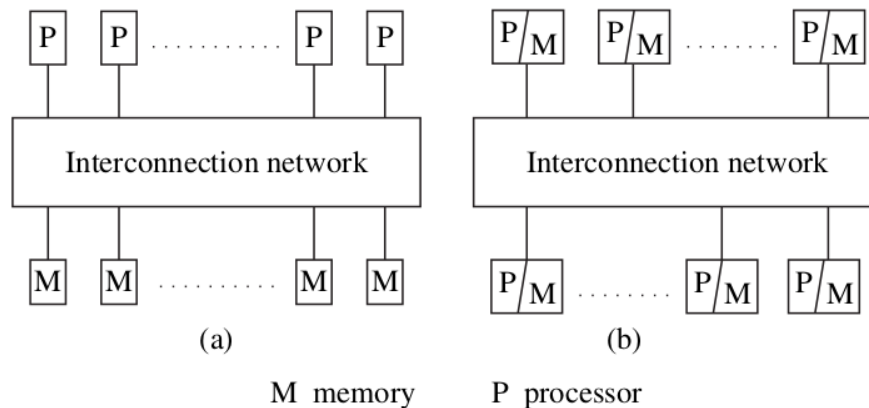 P P . . . . . . . . . . . P P
P/M P/M . . . . . . . . P/M
Interconnection network
Interconnection network
M M . . . . . . . . . . M M
P/M . . . . . . . . P/M P/M
(a)
(b)
M memory P processor